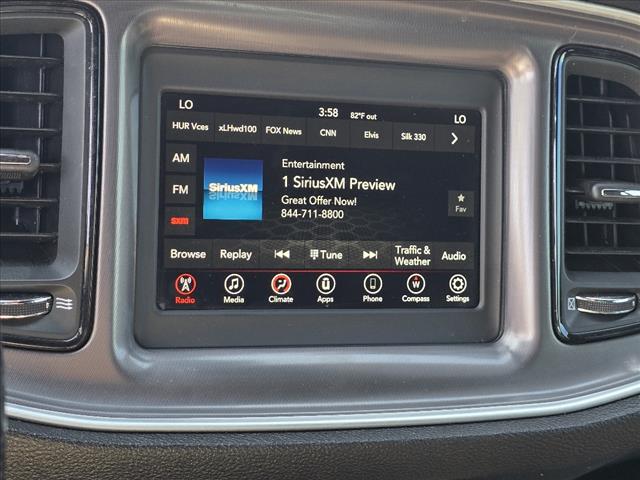 LO 3:58 82°F out LO
HUR Vces xLHwd100 FOX News CNN Elvis Silk 330
AM
FM
sxm
SiriusXM
Entertainment
1 SiriusXM Preview
Great Offer Now!
844-711-8800
Fav
Browse Replay Tune Traffic & Weather Audio
Radio Media Climate Apps Phone W Compass Settings